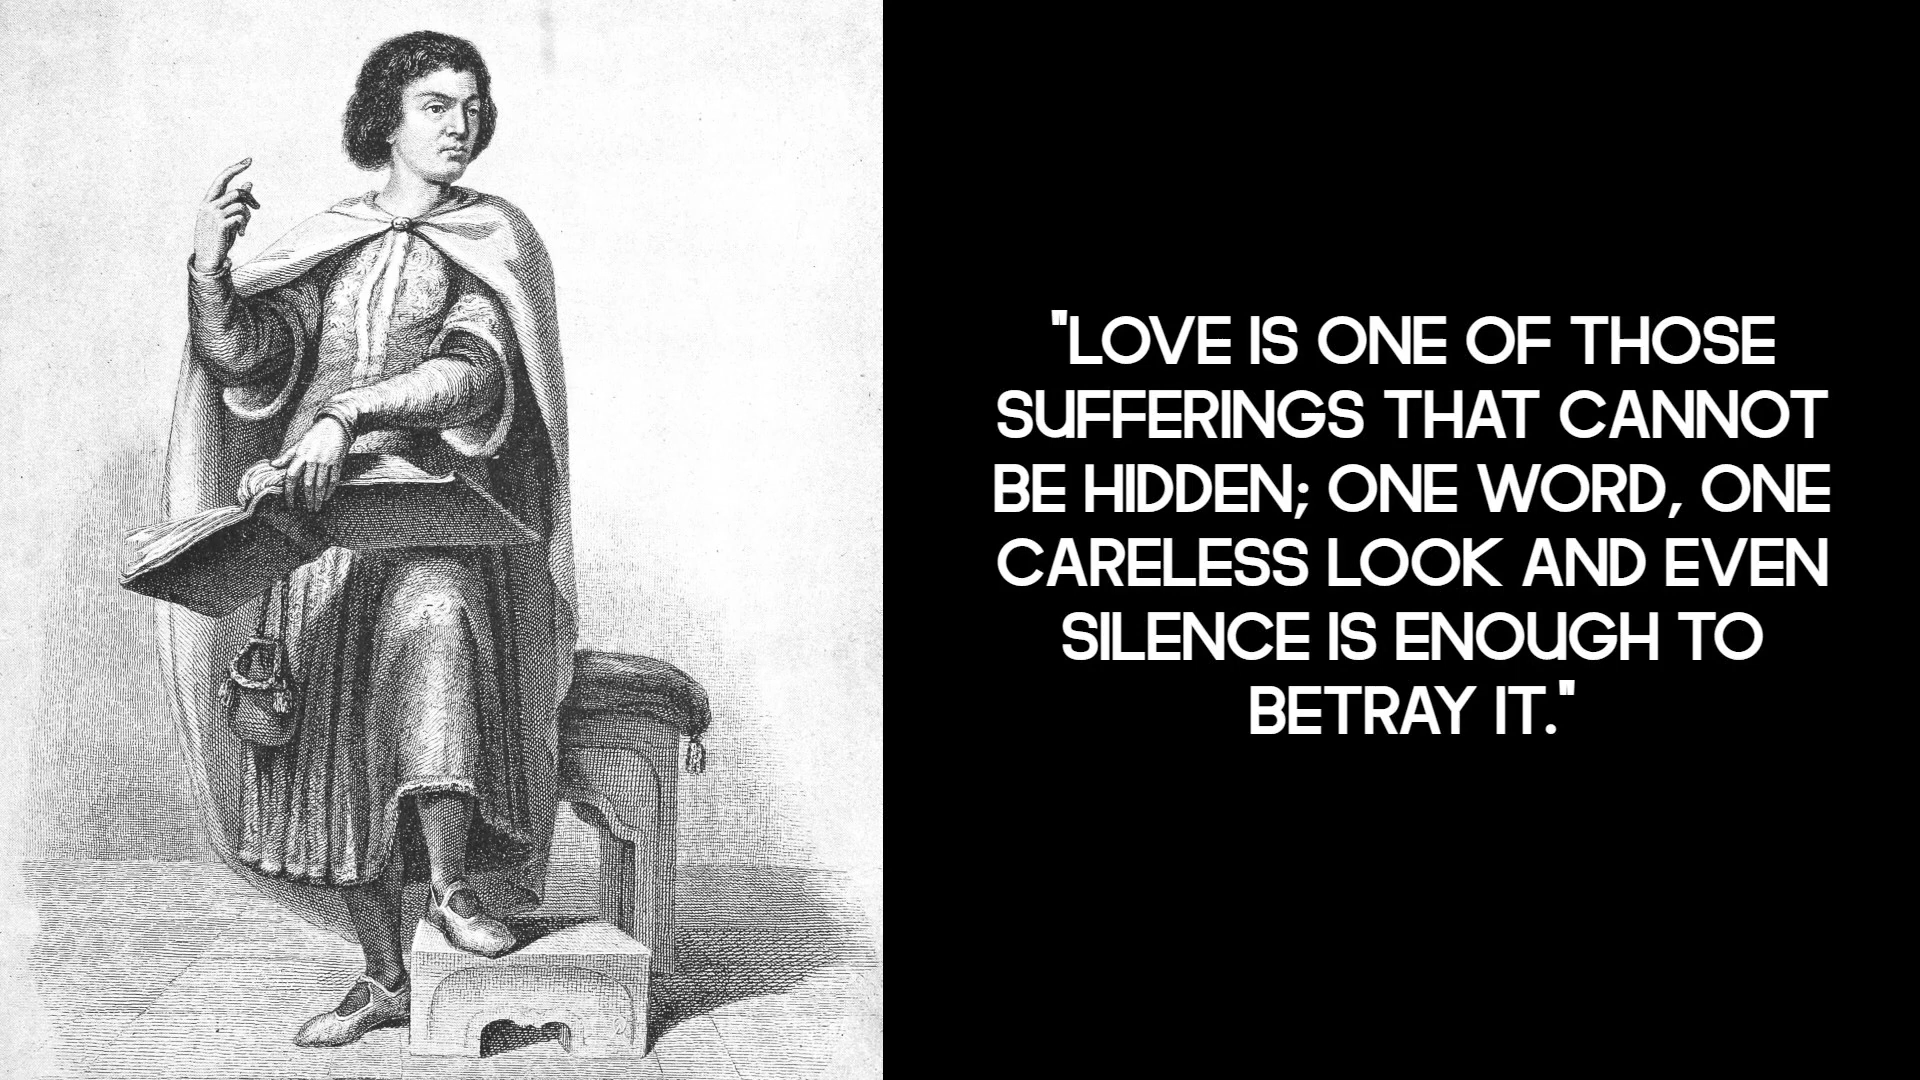 "LOVE IS ONE OF THOSE
SUFFERINGS THAT CANNOT
BE HIDDEN; ONE WORD, ONE
CARELESS LOOK AND EVEN
SILENCE IS ENOUGH TO
BETRAY IT."